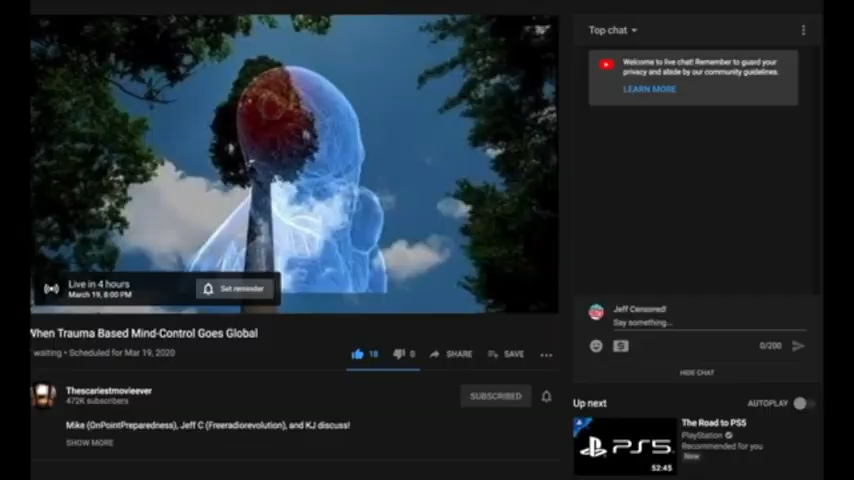 Top chat
Welcome to live chat! Remember to guard your
privacy and abide by our community guidelines.
LEARN MORE
Live in 4 hours
March 19, 8:00 PM
Set reminder
When Trauma Based Mind-Control Goes Global
waiting • Scheduled for Mar 19, 2020
18
0
SHARE
SAVE
Thescariestmovieever
472K subscribers
SUBSCRIBED
Mike (OnPointPreparedness), Jeff C (Freeradiorevolution), and KJ discuss!
SHOW MORE
Jeff Censored!
Say something...
0/200
HIDE CHAT
Up next
AUTOPLAY
PS5
52:45
The Road to PS5
PlayStation
Recommended for you
New